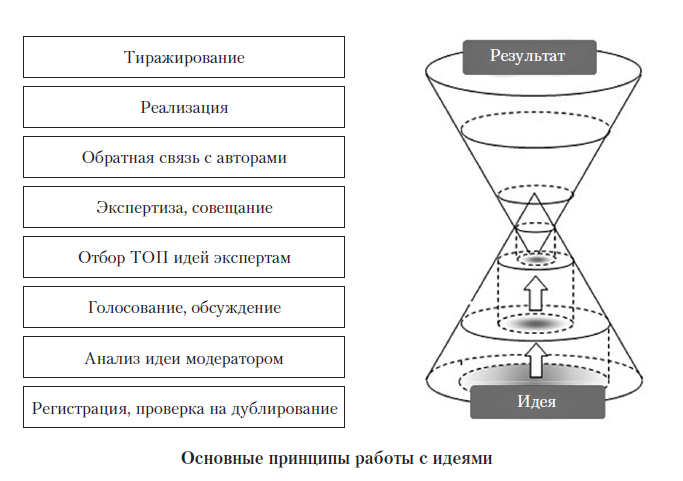 Тиражирование
Реализация
Обратная связь с авторами
Экспертиза, совещание
Отбор ТОП идей экспертам
Голосование, обсуждение
Анализ идеи модератором
Регистрация, проверка на дублирование
Результат
Идея
Основные принципы работы с идеями